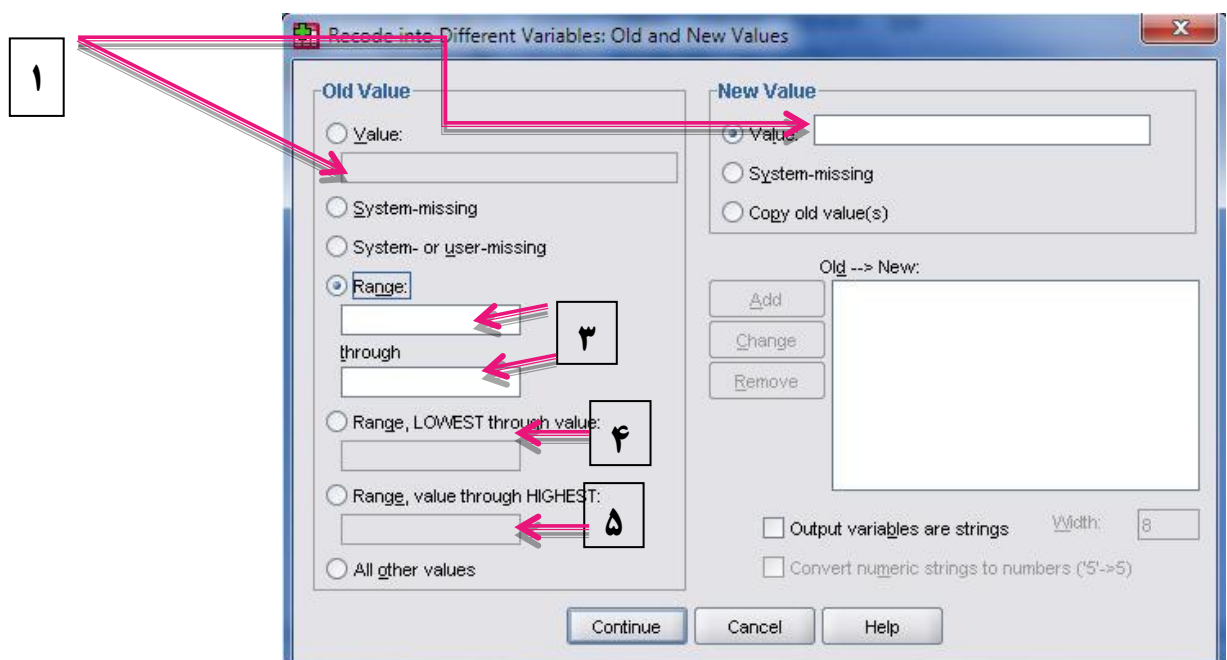 Recode into Different Variables: Old and New Values
X
۱
Old Value
Value:
System-missing
System- or user-missing
Range:
۳
through
Range, LOWEST through value:
۴
Range, value through HIGHEST:
۵
All other values
New Value
Value:
System-missing
Copy old value(s)
Old --> New:
Add
Change
Remove
Output variables are strings Width: 8
Convert numeric strings to numbers ('5'->5)
Continue Cancel Help